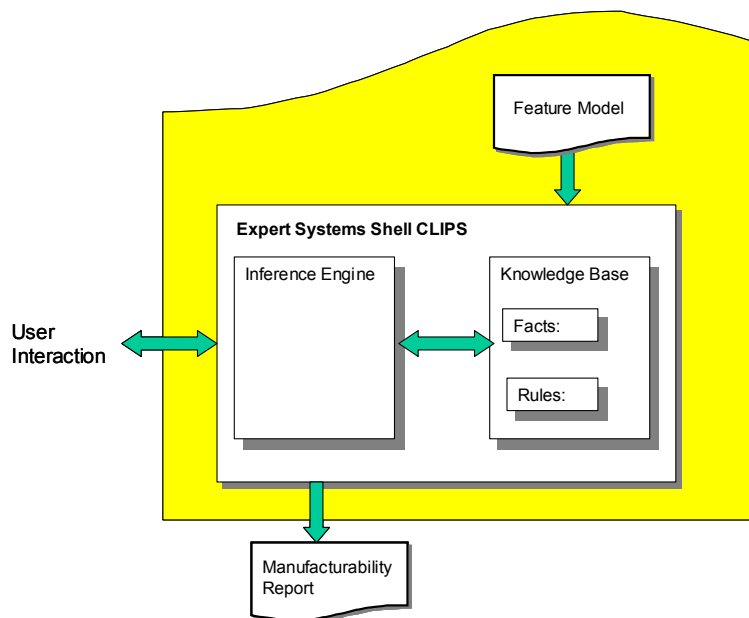 Feature Model
Expert Systems Shell CLIPS
Inference Engine
Knowledge Base
Facts:
Rules:
User
Interaction
Manufacturability
Report